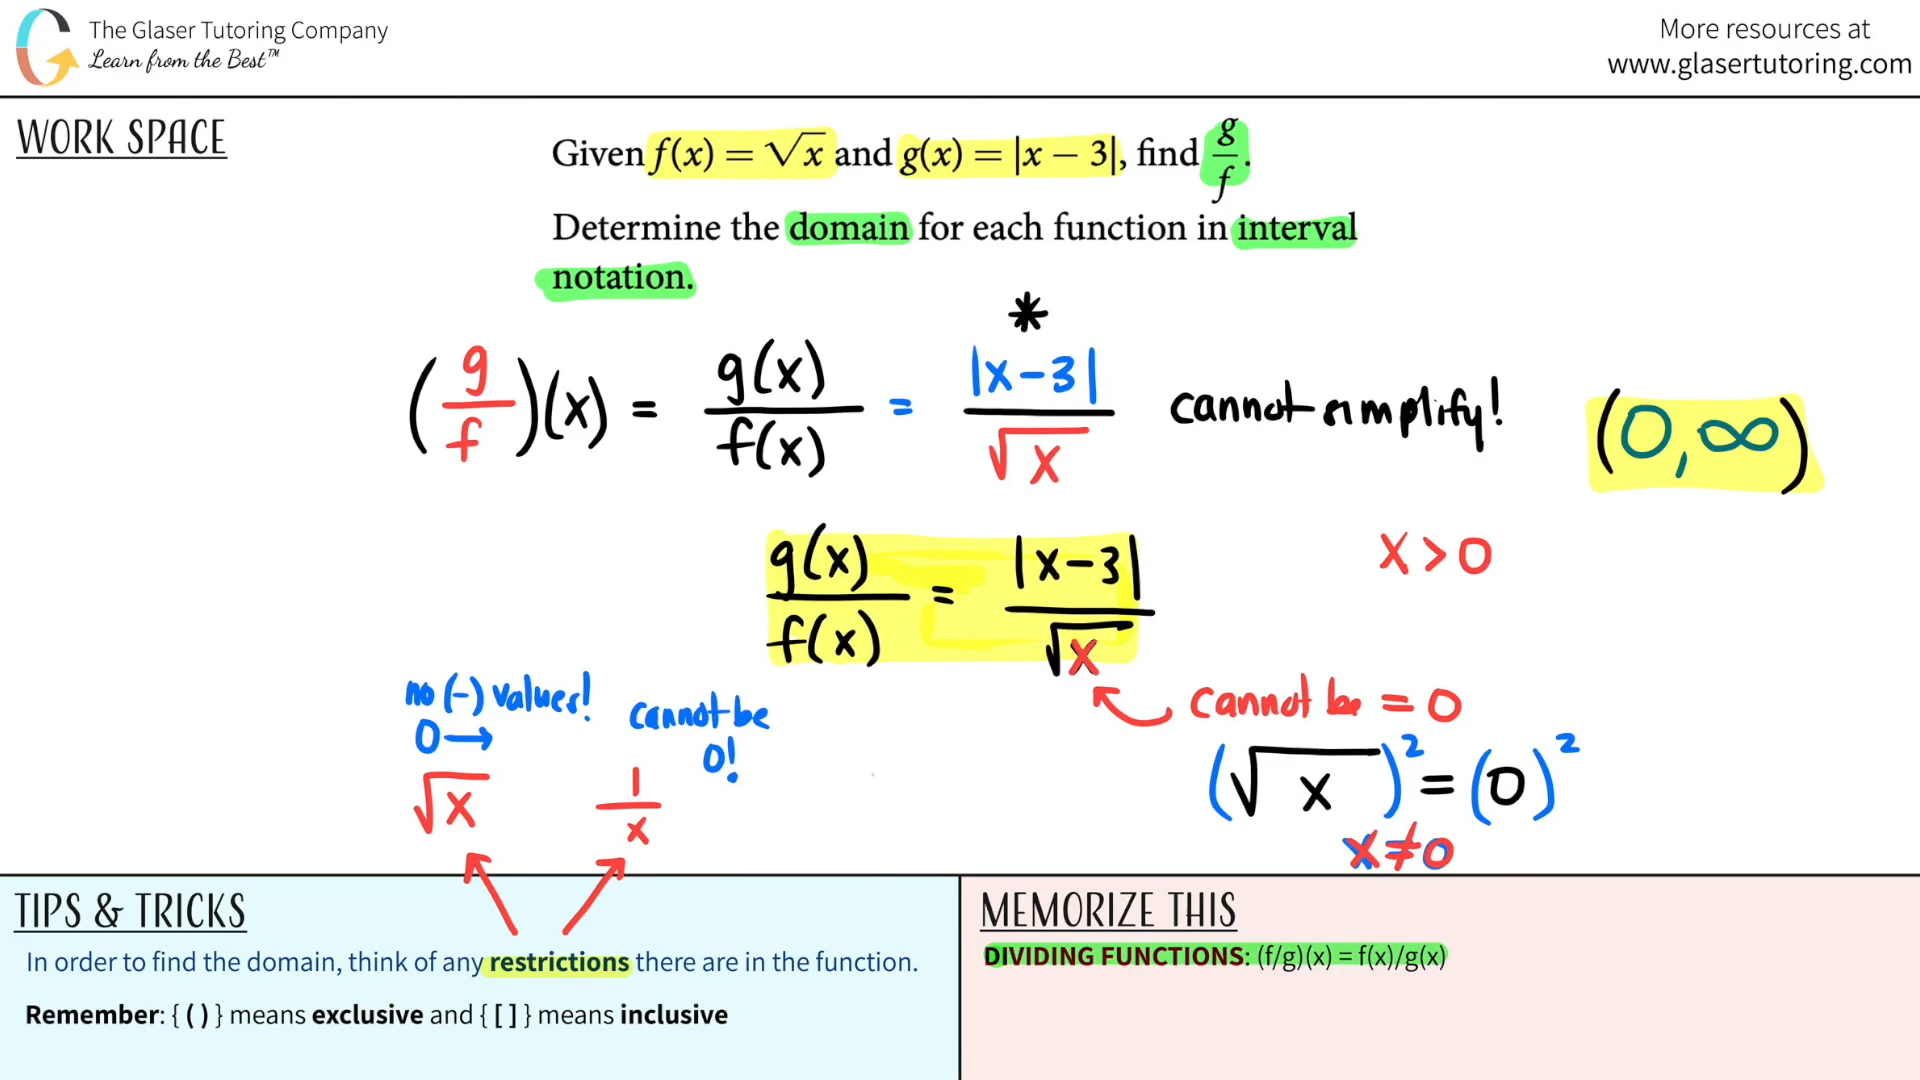 The Glaser Tutoring Company
Learn from the Best™
More resources at
www.glasertutoring.com
WORK SPACE
Given f(x) = √x and g(x) = |x − 3|, find g/f.
Determine the domain for each function in interval
notation.
*
(g/f)(x) = g(x)/f(x) = |x-3|/√x cannot simplify! (0, ∞)
x > 0
g(x)/f(x) = |x-3|/√x
no (-) values!
0→
cannot be
0!
cannot be = 0
√x
1/x
(√x)² = (0)²
x≠0
TIPS & TRICKS
In order to find the domain, think of any restrictions there are in the function.
Remember: { ( ) } means exclusive and { [ ] } means inclusive
MEMORIZE THIS
DIVIDING FUNCTIONS: (f/g)(x) = f(x)/g(x)